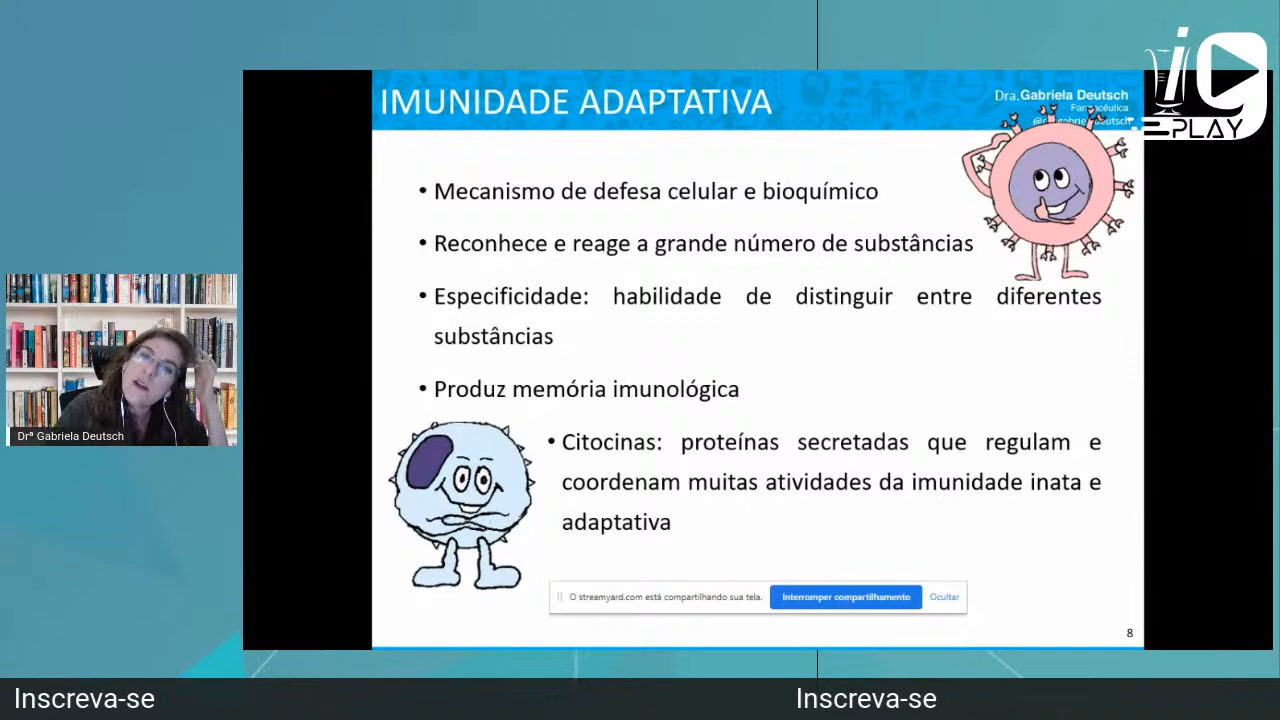 IMUNIDADE ADAPTATIVA
Dra.Gabriela Deutsch
iG
PLAY
• Mecanismo de defesa celular e bioquímico
• Reconhece e reage a grande número de substâncias
• Especificidade: habilidade de distinguir entre diferentes
substâncias
• Produz memória imunológica
• Citocinas: proteínas secretadas que regulam e
coordenam muitas atividades da imunidade inata e
adaptativa
Drª Gabriela Deutsch
O streamyard.com está compartilhando sua tela. Interromper compartilhamento Ocultar
8
Inscreva-se Inscreva-se